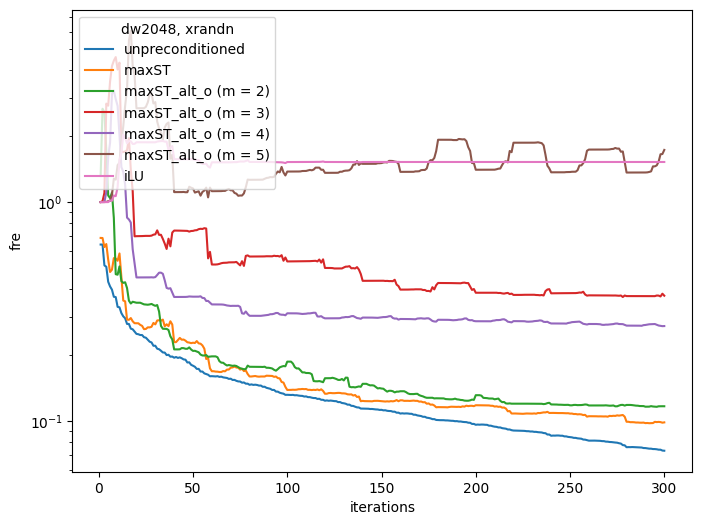 dw2048, xrandn
unpreconditioned
maxST
maxST_alt_o (m = 2)
maxST_alt_o (m = 3)
maxST_alt_o (m = 4)
maxST_alt_o (m = 5)
iLU
fre
10⁰
10⁻¹
0 50 100 150 200 250 300
iterations